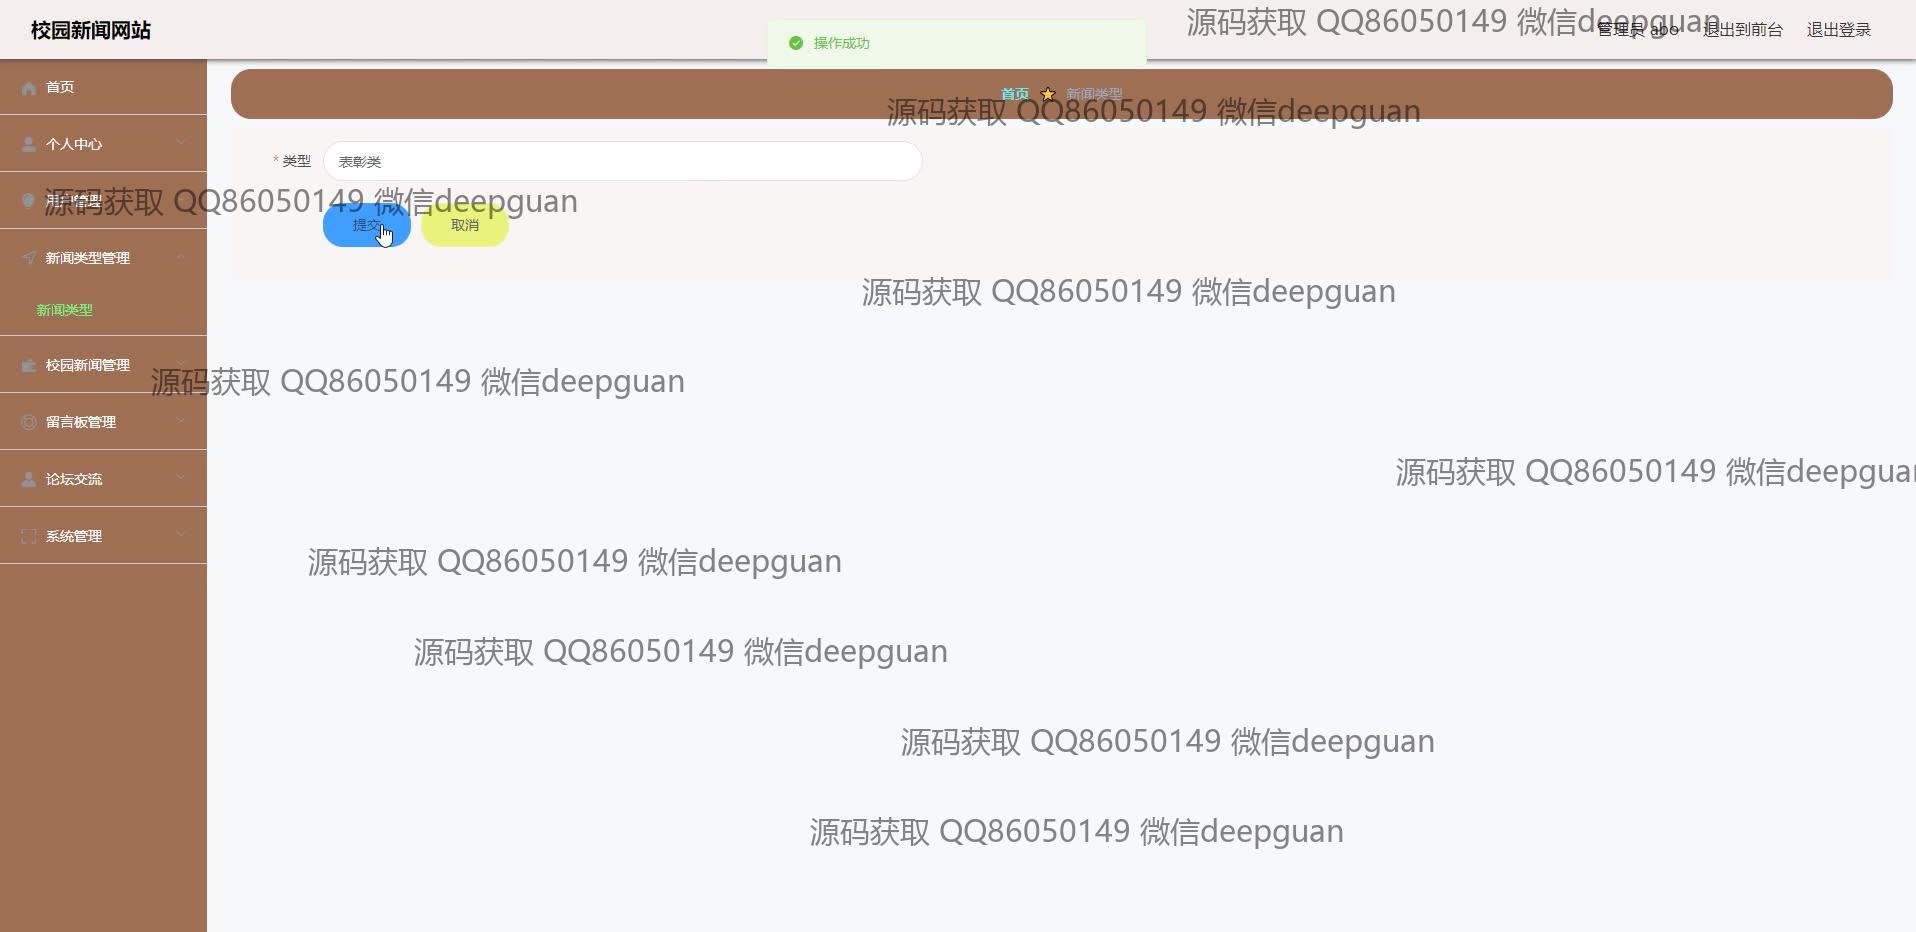 校园新闻网站
操作成功
源码获取 QQ86050149 微信deepguan
管理员 abo
退出到前台
退出登录
首页
首页
新闻类型
源码获取 QQ86050149 微信deepguan
个人中心
* 类型
表彰类
用户管理
源码获取 QQ86050149 微信deepguan
提交
取消
新闻类型管理
源码获取 QQ86050149 微信deepguan
新闻类型
校园新闻管理
源码获取 QQ86050149 微信deepguan
留言板管理
源码获取 QQ86050149 微信deepguan
论坛交流
系统管理
源码获取 QQ86050149 微信deepguan
源码获取 QQ86050149 微信deepguan
源码获取 QQ86050149 微信deepguan
源码获取 QQ86050149 微信deepguan